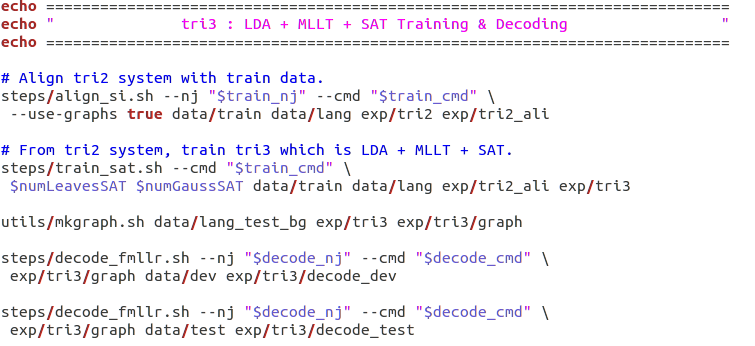 echo ============================================================================
echo "              tri3 : LDA + MLLT + SAT Training & Decoding                 "
echo ============================================================================
# Align tri2 system with train data.
steps/align_si.sh --nj "$train_nj" --cmd "$train_cmd" \
 --use-graphs true data/train data/lang exp/tri2 exp/tri2_ali
# From tri2 system, train tri3 which is LDA + MLLT + SAT.
steps/train_sat.sh --cmd "$train_cmd" \
 $numLeavesSAT $numGaussSAT data/train data/lang exp/tri2_ali exp/tri3
utils/mkgraph.sh data/lang_test_bg exp/tri3 exp/tri3/graph
steps/decode_fmllr.sh --nj "$decode_nj" --cmd "$decode_cmd" \
 exp/tri3/graph data/dev exp/tri3/decode_dev
steps/decode_fmllr.sh --nj "$decode_nj" --cmd "$decode_cmd" \
 exp/tri3/graph data/test exp/tri3/decode_test